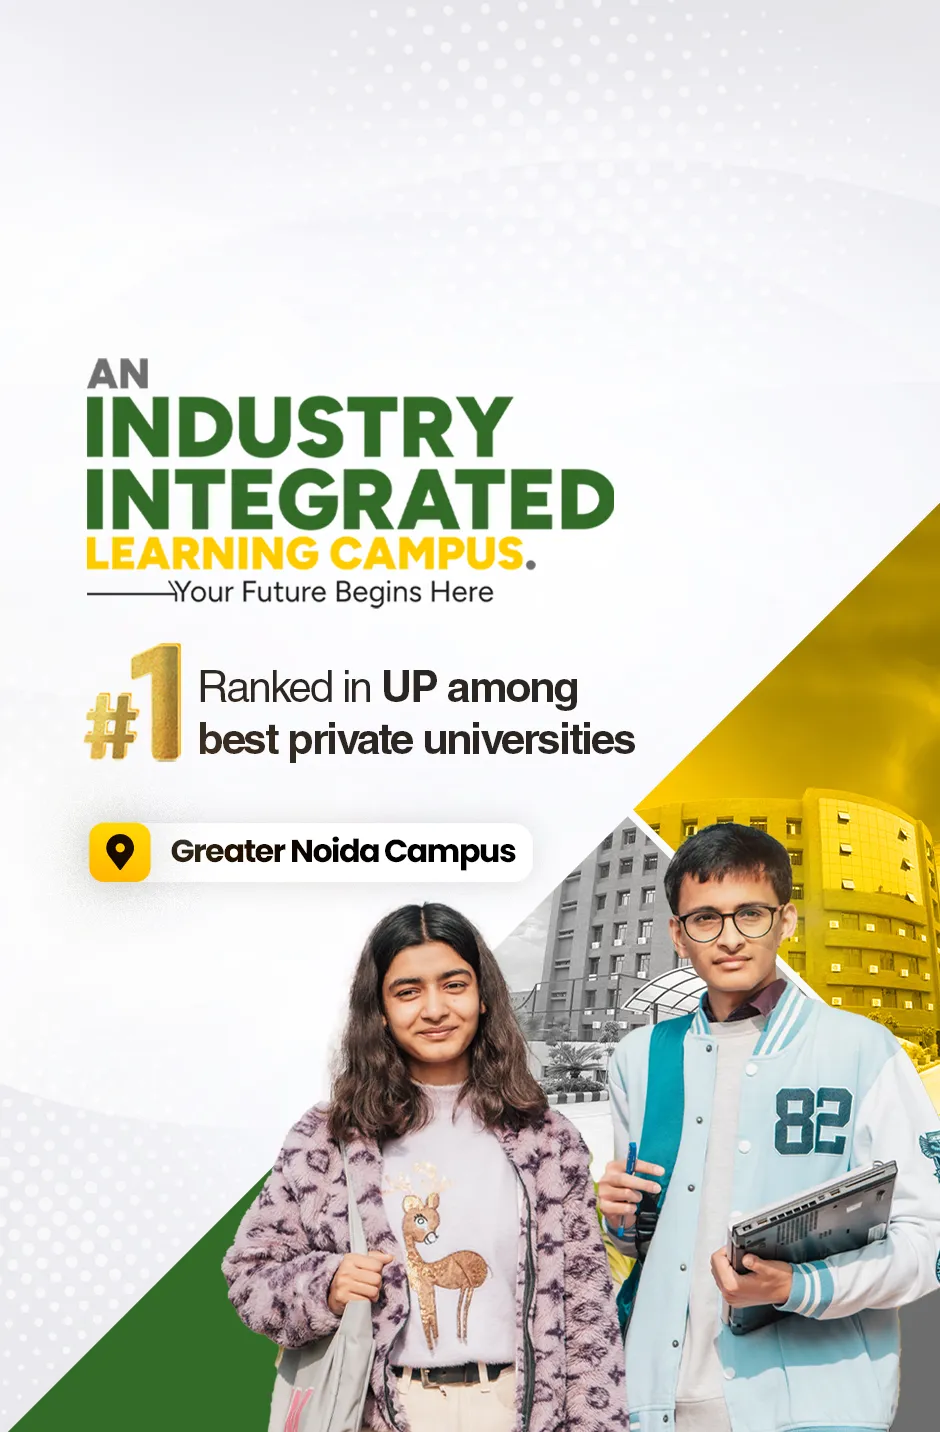 AN
INDUSTRY
INTEGRATED
LEARNING CAMPUS.
Your Future Begins Here
#1 Ranked in UP among
best private universities
Greater Noida Campus
82